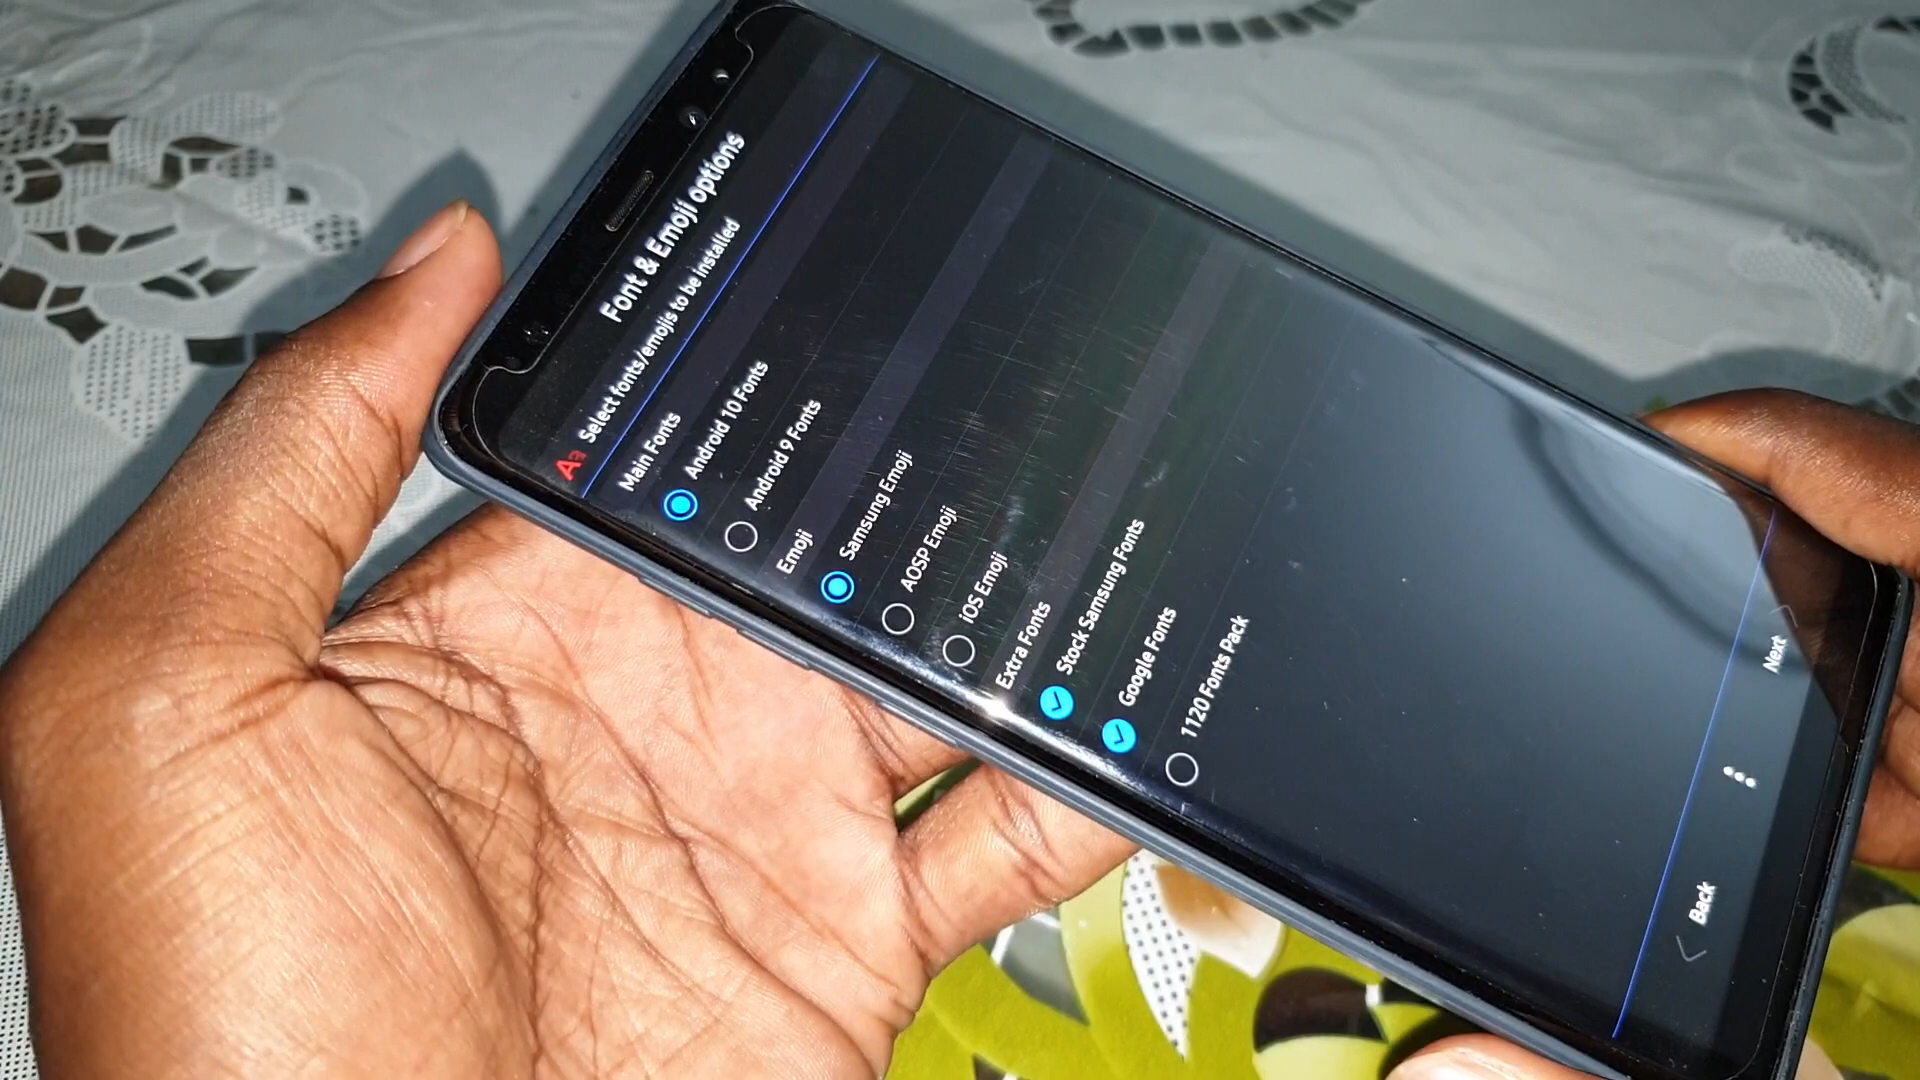 Font & Emoji options
Select fonts/emojis to be installed
Main Fonts
Android 10 Fonts
Android 9 Fonts
Emoji
Samsung Emoji
AOSP Emoji
iOS Emoji
Extra Fonts
Stock Samsung Fonts
Google Fonts
1120 Fonts Pack
Back
Next